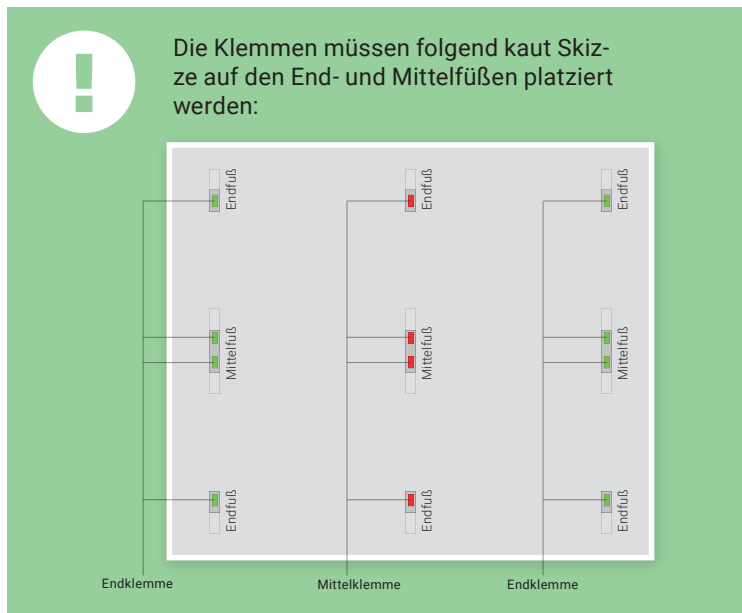 !
Die Klemmen müssen folgend kaut Skiz-
ze auf den End- und Mittelfüßen platziert
werden:
Endfuß
Endfuß
Endfuß
Mittelfuß
Mittelfuß
Mittelfuß
Endfuß
Endfuß
Endfuß
Endklemme
Mittelklemme
Endklemme